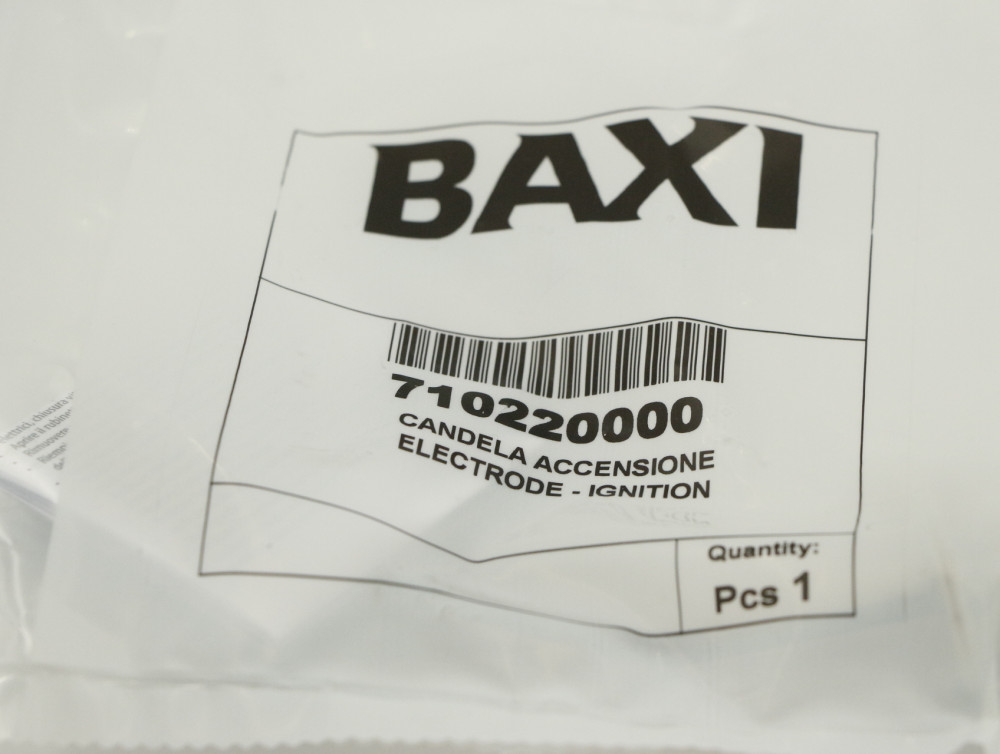 BAXI
710220000
CANDELA ACCENSIONE
ELECTRODE - IGNITION
Quantity:
Pcs 1